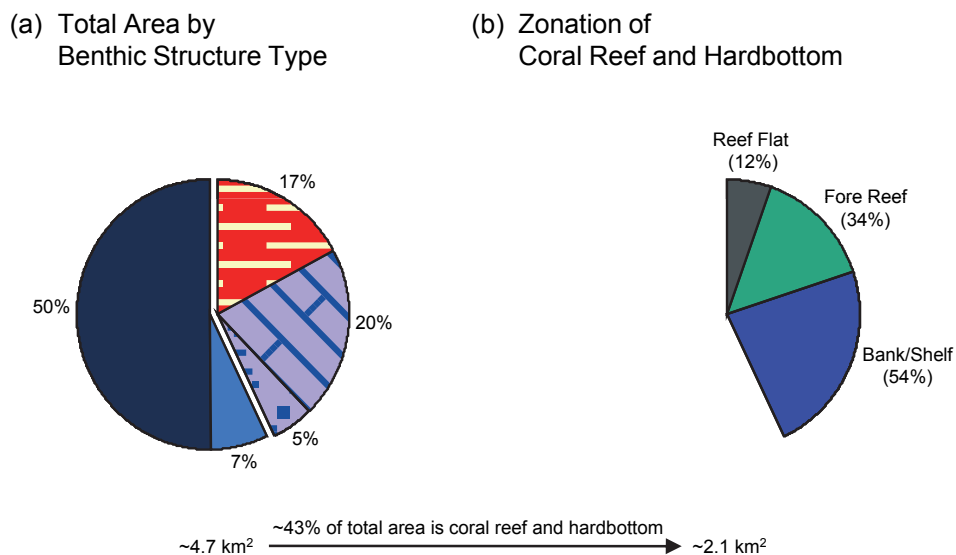 (a) Total Area by
Benthic Structure Type
(b) Zonation of
Coral Reef and Hardbottom
17%
50%
20%
5%
7%
Reef Flat
(12%)
Fore Reef
(34%)
Bank/Shelf
(54%)
~4.7 km²
~43% of total area is coral reef and hardbottom
~2.1 km²